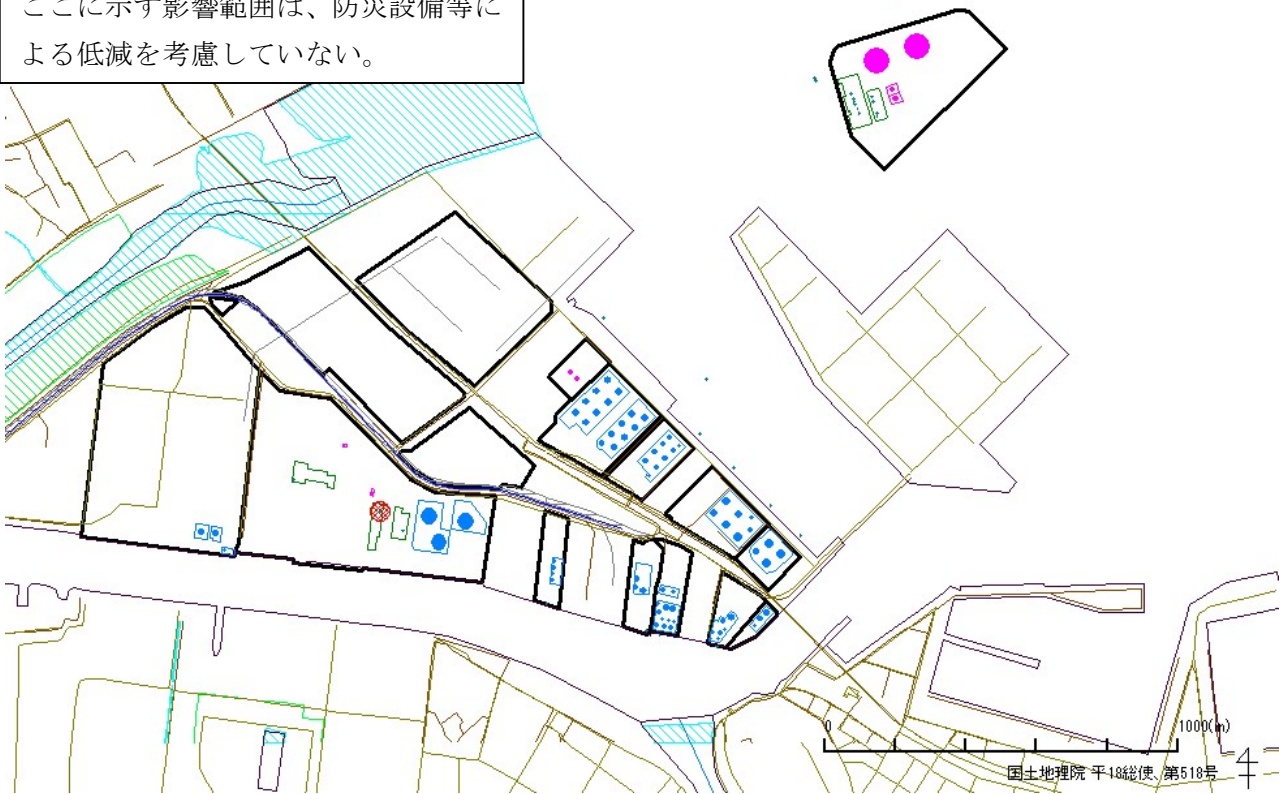 ここに示す影響範囲は、防災設備等に
よる低減を考慮していない。
0
1000(m)
国土地理院 平18総使、第518号